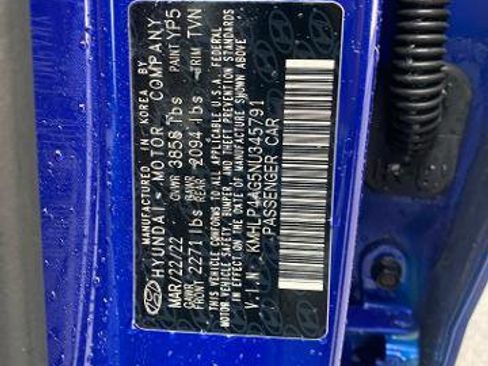 MANUFACTURED IN KOREA BY
HYUNDAI MOTOR COMPANY
MAR/22/22 GVWR 3858 lbs PAINT YP5
GAWR FRONT 2271 lbs GAWR REAR 2094 lbs TRIM TVN
THIS VEHICLE CONFORMS TO ALL APPLICABLE U.S.A. FEDERAL
MOTOR VEHICLE SAFETY, BUMPER, AND THEFT PREVENTION STANDARDS
IN EFFECT ON THE DATE OF MANUFACTURE SHOWN ABOVE
V.I.N : KMHLP4AG5NU345791
PASSENGER CAR